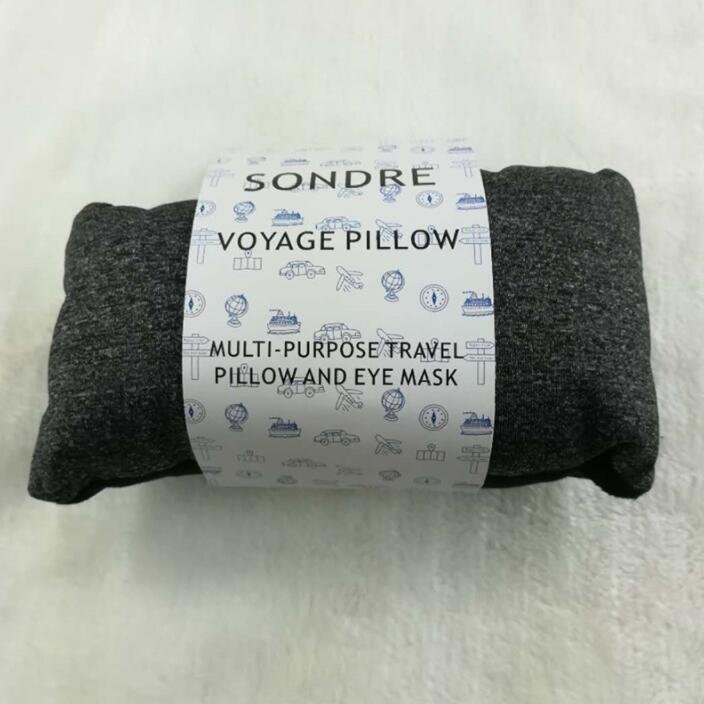 SONDRE
VOYAGE PILLOW
MULTI-PURPOSE TRAVEL
PILLOW AND EYE MASK